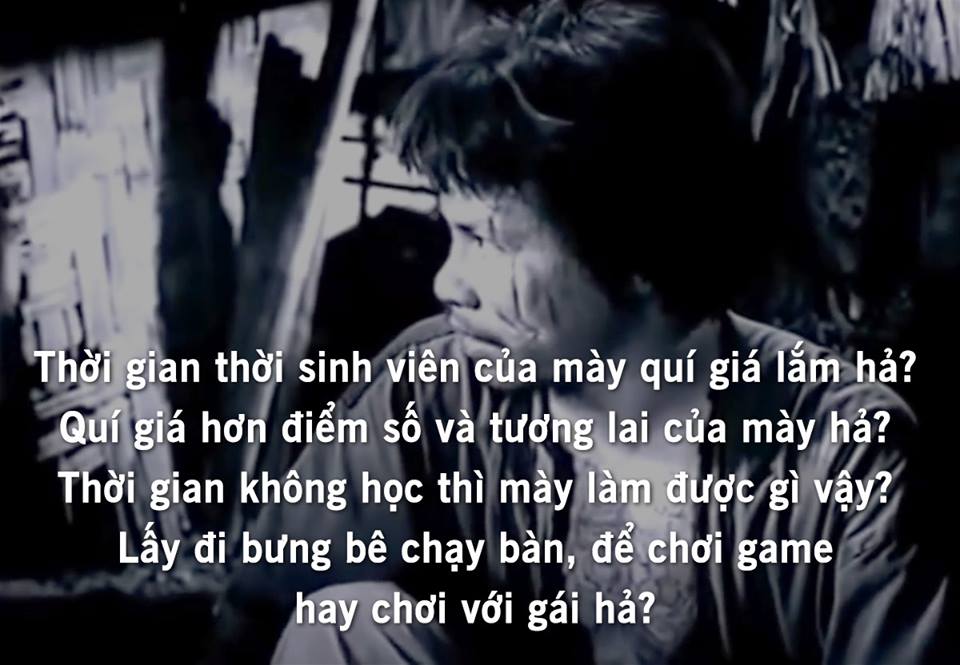 Thời gian thời sinh viên của mày quí giá lắm hả?
Quí giá hơn điểm số và tương lai của mày hả?
Thời gian không học thì mày làm được gì vậy?
Lấy đi bưng bê chạy bàn, để chơi game
hay chơi với gái hả?